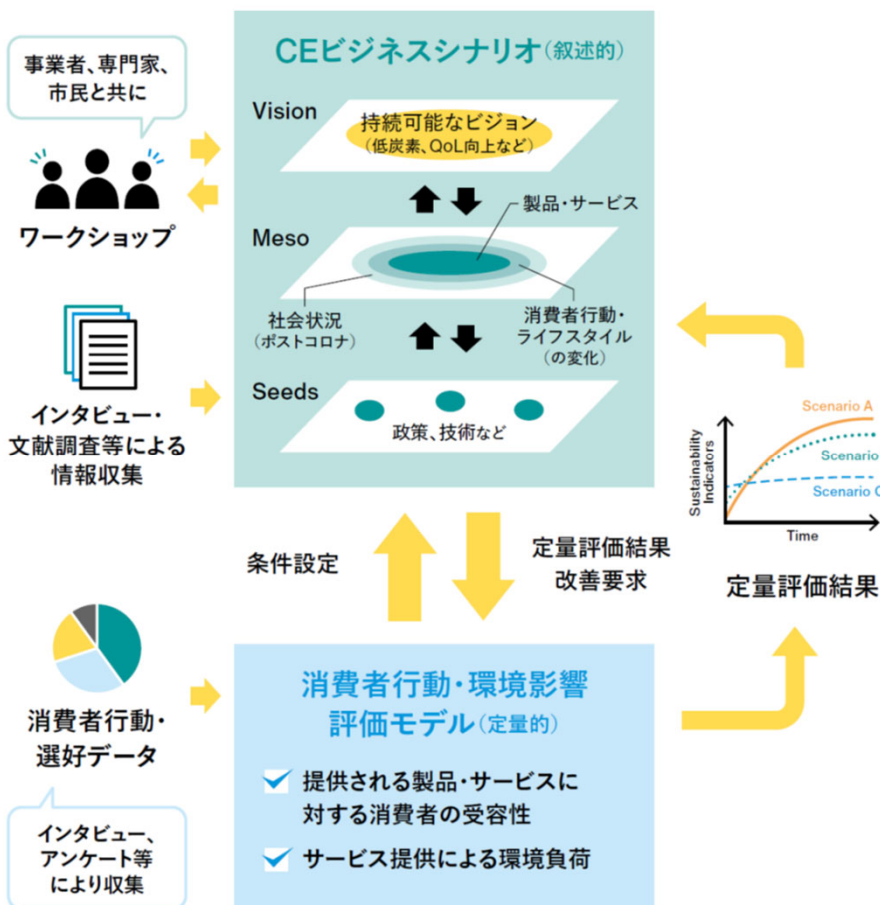 事業者、専門家、
市民と共に
ワークショップ
インタビュー・
文献調査等による
情報収集
CEビジネスシナリオ(叙述的)
Vision
持続可能なビジョン
(低炭素、QoL向上など)
製品・サービス
Meso
社会状況
(ポストコロナ)
消費者行動・
ライフスタイル
(の変化)
Seeds
政策、技術など
条件設定
定量評価結果
改善要求
Scenario A
Scenario
Scenario C
Sustainability
Indicators
Time
定量評価結果
消費者行動・
選好データ
インタビュー、
アンケート等
により収集
消費者行動・環境影響
評価モデル(定量的)
提供される製品・サービスに
対する消費者の受容性
サービス提供による環境負荷